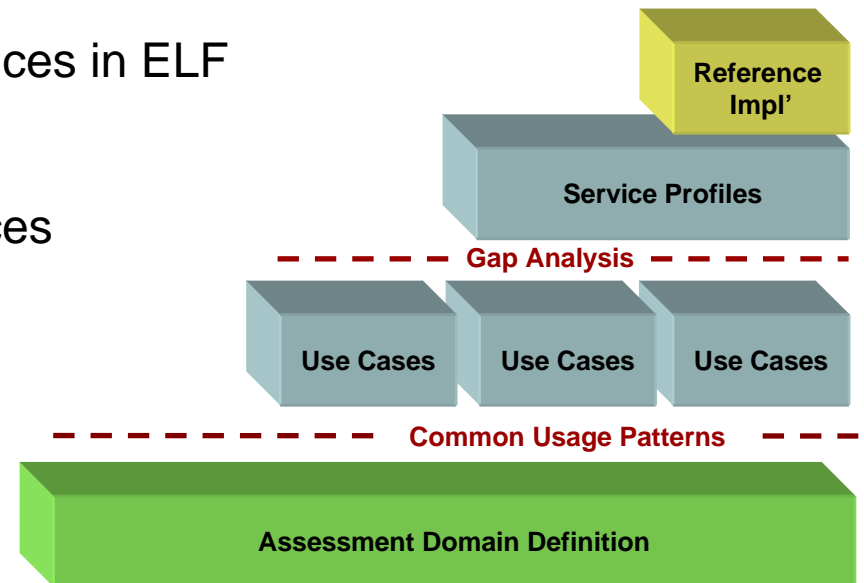 ces in ELF
Reference
Impl’
Service Profiles
ces
Gap Analysis
Use Cases Use Cases Use Cases
Common Usage Patterns
Assessment Domain Definition